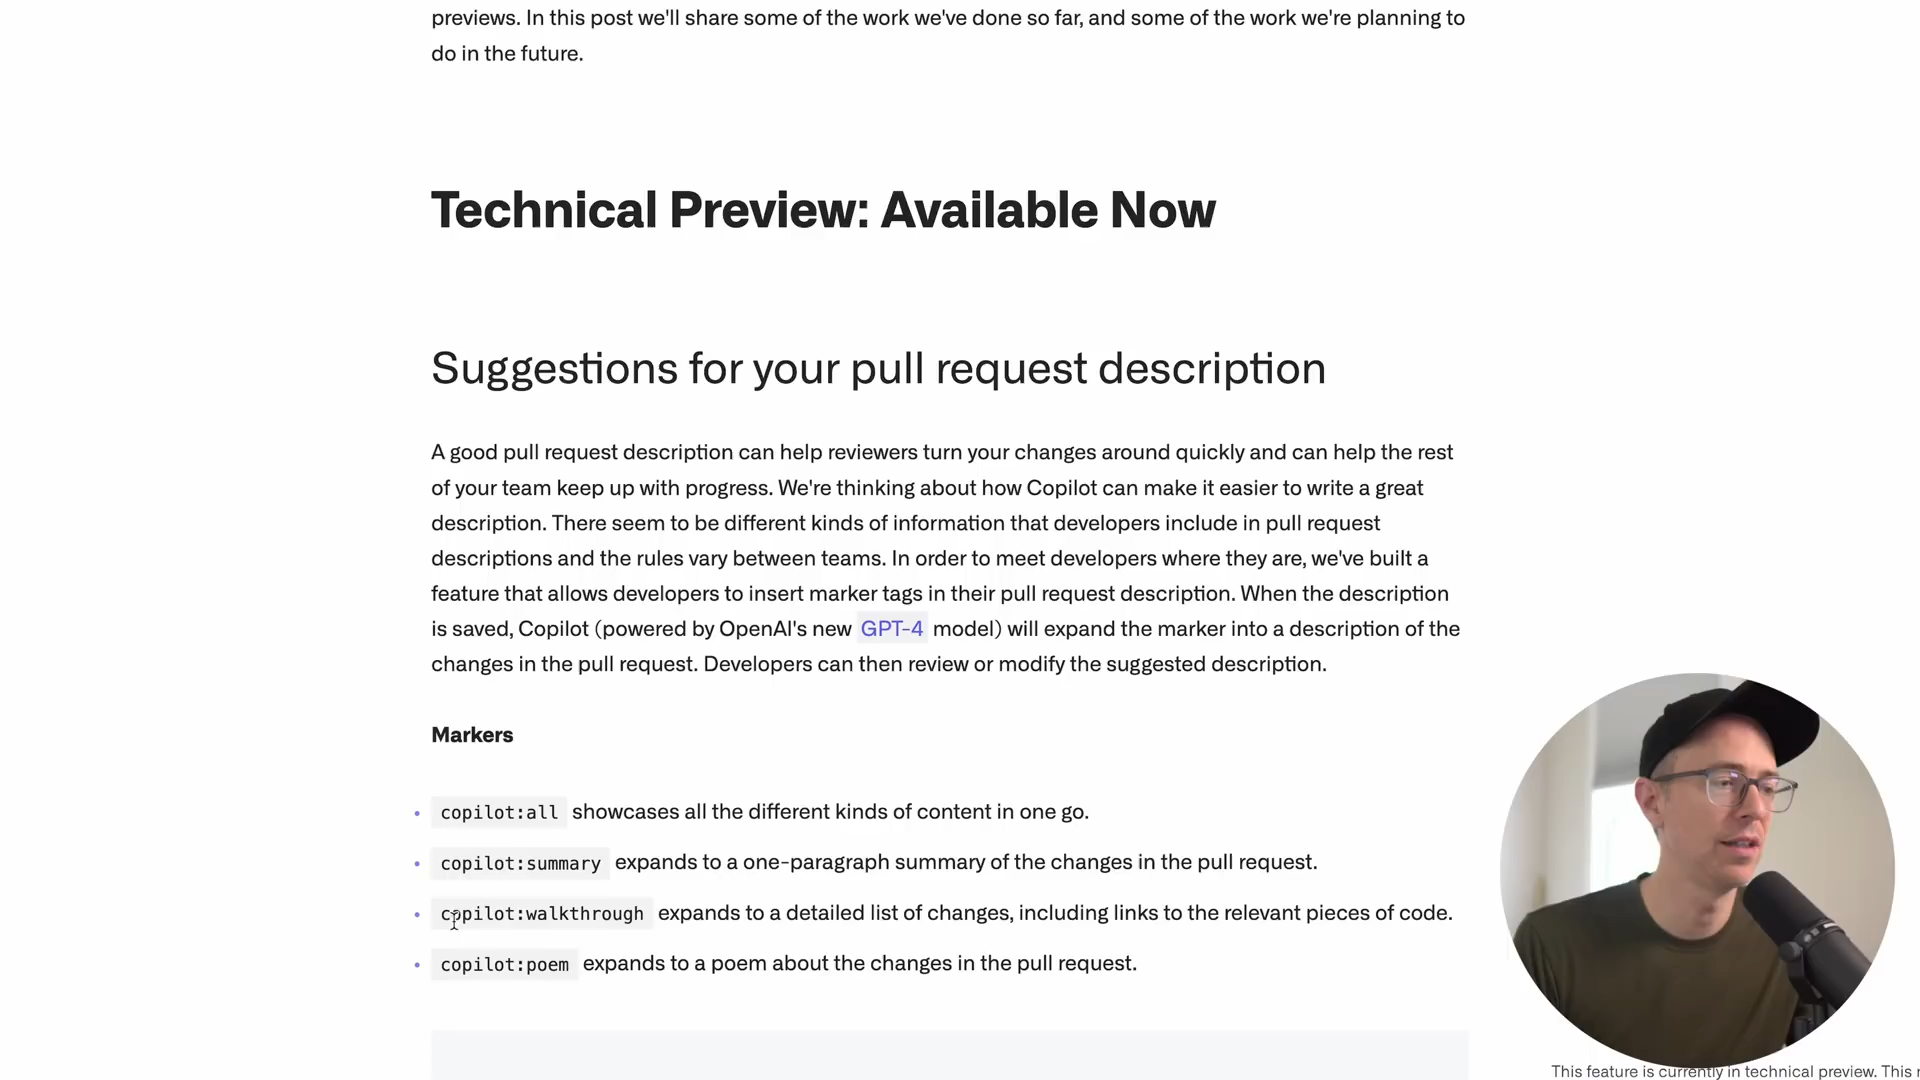 previews. In this post we'll share some of the work we've done so far, and some of the work we're planning to
do in the future.
Technical Preview: Available Now
Suggestions for your pull request description
A good pull request description can help reviewers turn your changes around quickly and can help the rest
of your team keep up with progress. We're thinking about how Copilot can make it easier to write a great
description. There seem to be different kinds of information that developers include in pull request
descriptions and the rules vary between teams. In order to meet developers where they are, we've built a
feature that allows developers to insert marker tags in their pull request description. When the description
is saved, Copilot (powered by OpenAI's new GPT-4 model) will expand the marker into a description of the
changes in the pull request. Developers can then review or modify the suggested description.
Markers
• copilot:all showcases all the different kinds of content in one go.
• copilot:summary expands to a one-paragraph summary of the changes in the pull request.
• copilot:walkthrough expands to a detailed list of changes, including links to the relevant pieces of code.
• copilot:poem expands to a poem about the changes in the pull request.
This feature is currently in technical preview. This